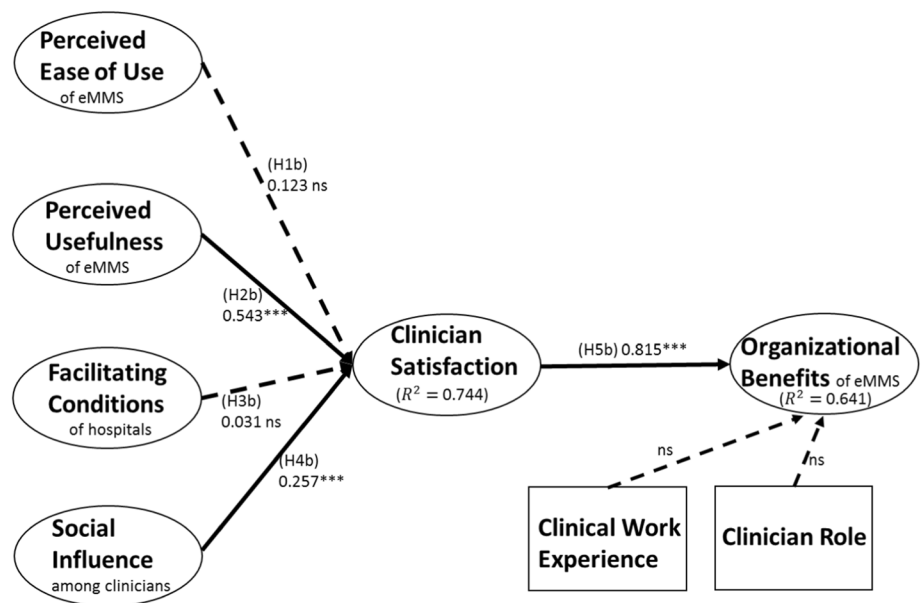 Perceived
Ease of Use
of eMMS
(H1b)
0.123 ns
Perceived
Usefulness
of eMMS
(H2b)
0.543***
Facilitating
Conditions
of hospitals
(H3b)
0.031 ns
Social
Influence
among clinicians
(H4b)
0.257***
Clinician
Satisfaction
(R² = 0.744)
(H5b) 0.815***
Organizational
Benefits of eMMS
(R² = 0.641)
ns
ns
Clinical Work
Experience
Clinician Role